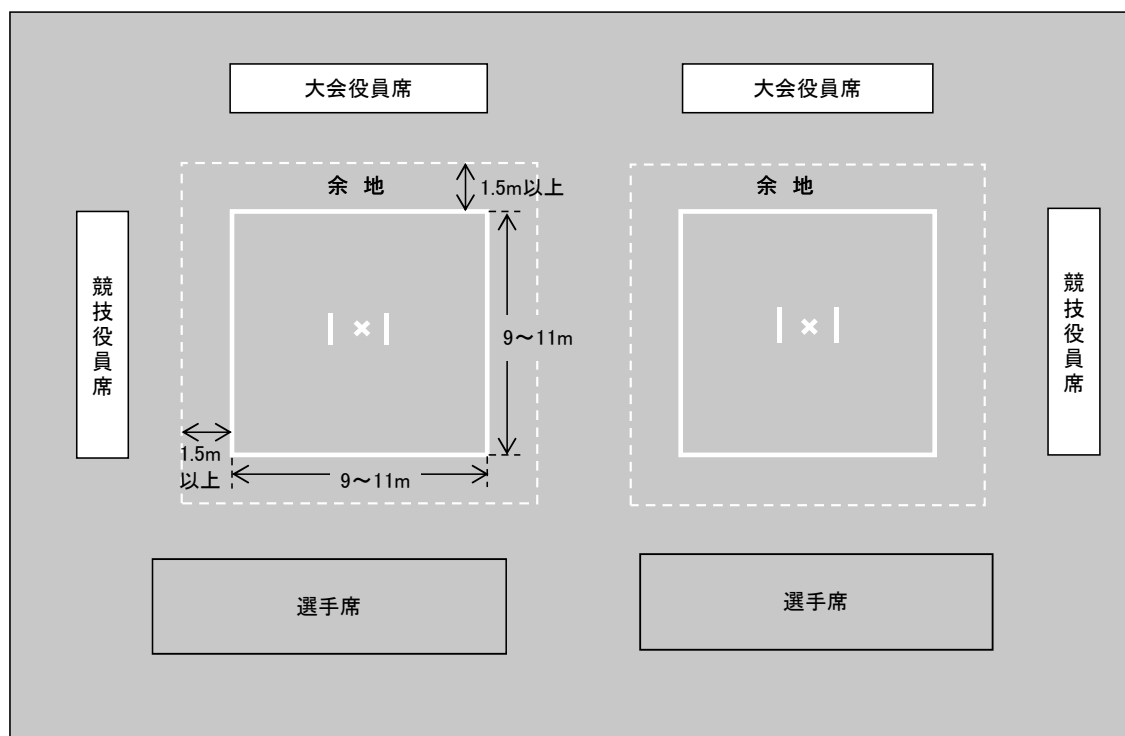 大会役員席
大会役員席
余 地
1.5m以上
余 地
競技役員席
9～11m
競技役員席
1.5m
以上
9～11m
選手席
選手席